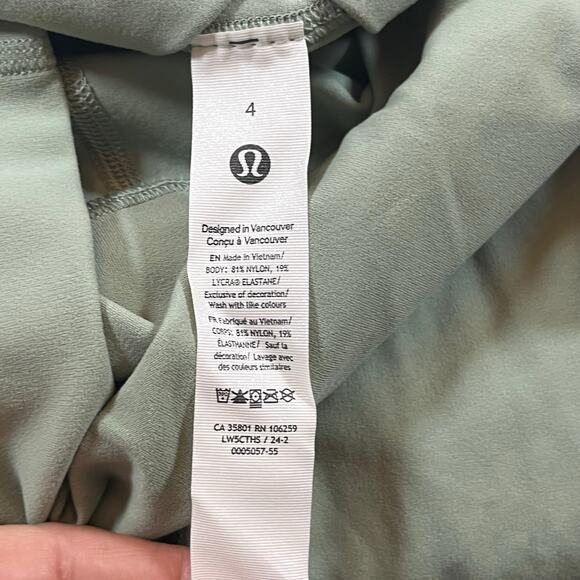 4
Designed in Vancouver
Conçu à Vancouver
EN Made in Vietnam/
BODY: 81% NYLON, 19%
LYCRA® ELASTANE/
Exclusive of decoration/
Wash with like colours
FR Fabriqué au Vietnam/
CORPS: 81% NYLON, 19%
ÉLASTHANNE/ Sauf la
décoration/ Lavage avec
des couleurs similaires
CA 35801 RN 106259
LW5CTHS / 24-2
0005057-55